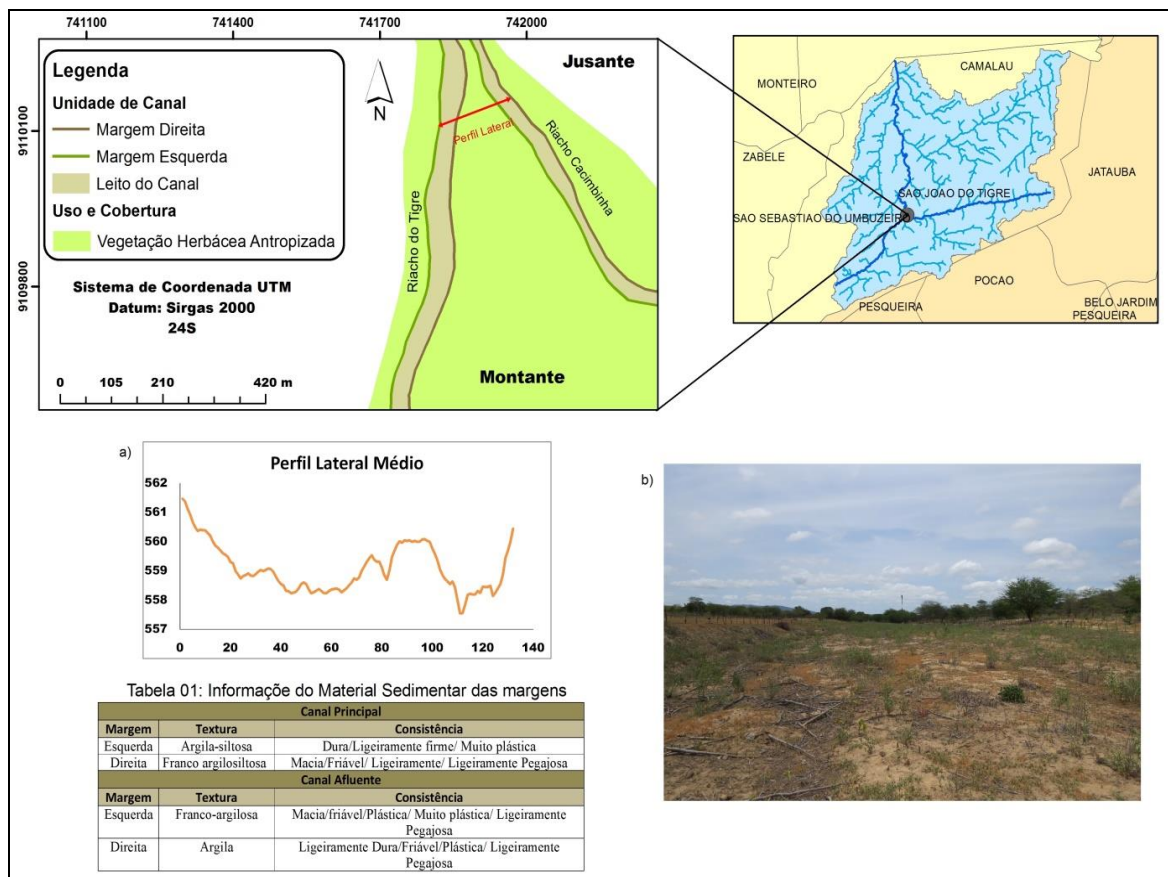 741100 741400 741700 742000
9110100
9109800
Legenda
Unidade de Canal
Margem Direita
Margem Esquerda
Leito do Canal
Uso e Cobertura
Vegetação Herbácea Antropizada
Sistema de Coordenada UTM
Datum: Sirgas 2000
24S
0 105 210 420 m
N
Jusante
Perfil Lateral
Riacho do Tigre
Riacho Cacimbinha
Montante
CAMALAU
MONTEIRO
ZABELE
JATAUBA
SAO JOAO DO TIGRE
SAO SEBASTIAO DO UMBUZEIRO
POCAO
PESQUEIRA
BELO JARDIM
PESQUEIRA
a)
Perfil Lateral Médio
562
561
560
559
558
557
0 20 40 60 80 100 120 140
b)
Tabela 01: Informaçõe do Material Sedimentar das margens
Canal Principal
Margem Textura Consistência
Esquerda Argila-siltosa Dura/Ligeiramente firme/ Muito plástica
Direita Franco argilosiltosa Macia/Friável/ Ligeiramente/ Ligeiramente Pegajosa
Canal Afluente
Margem Textura Consistência
Esquerda Franco-argilosa Macia/friável/Plástica/ Muito plástica/ Ligeiramente
Pegajosa
Direita Argila Ligeiramente Dura/Friável/Plástica/ Ligeiramente
Pegajosa